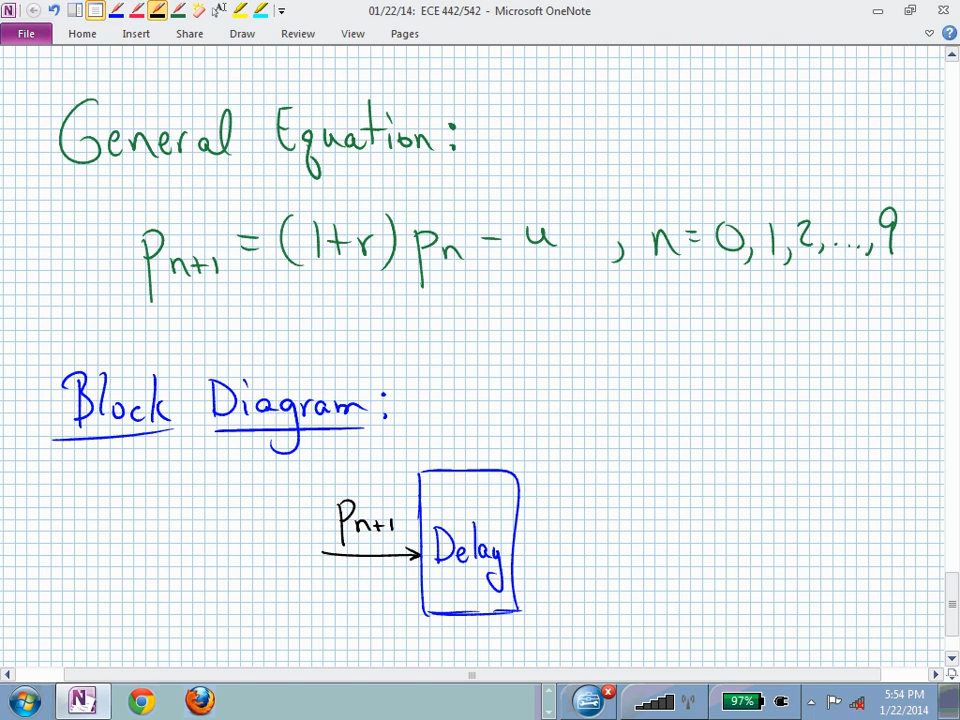 01/22/14: ECE 442/542 - Microsoft OneNote
File Home Insert Share Draw Review View Pages
General Equation:
pn+1 = (1+r) pn - u , n = 0, 1, 2, ..., 9
Block Diagram:
pn+1
Delay
97%
5:54 PM
1/22/2014